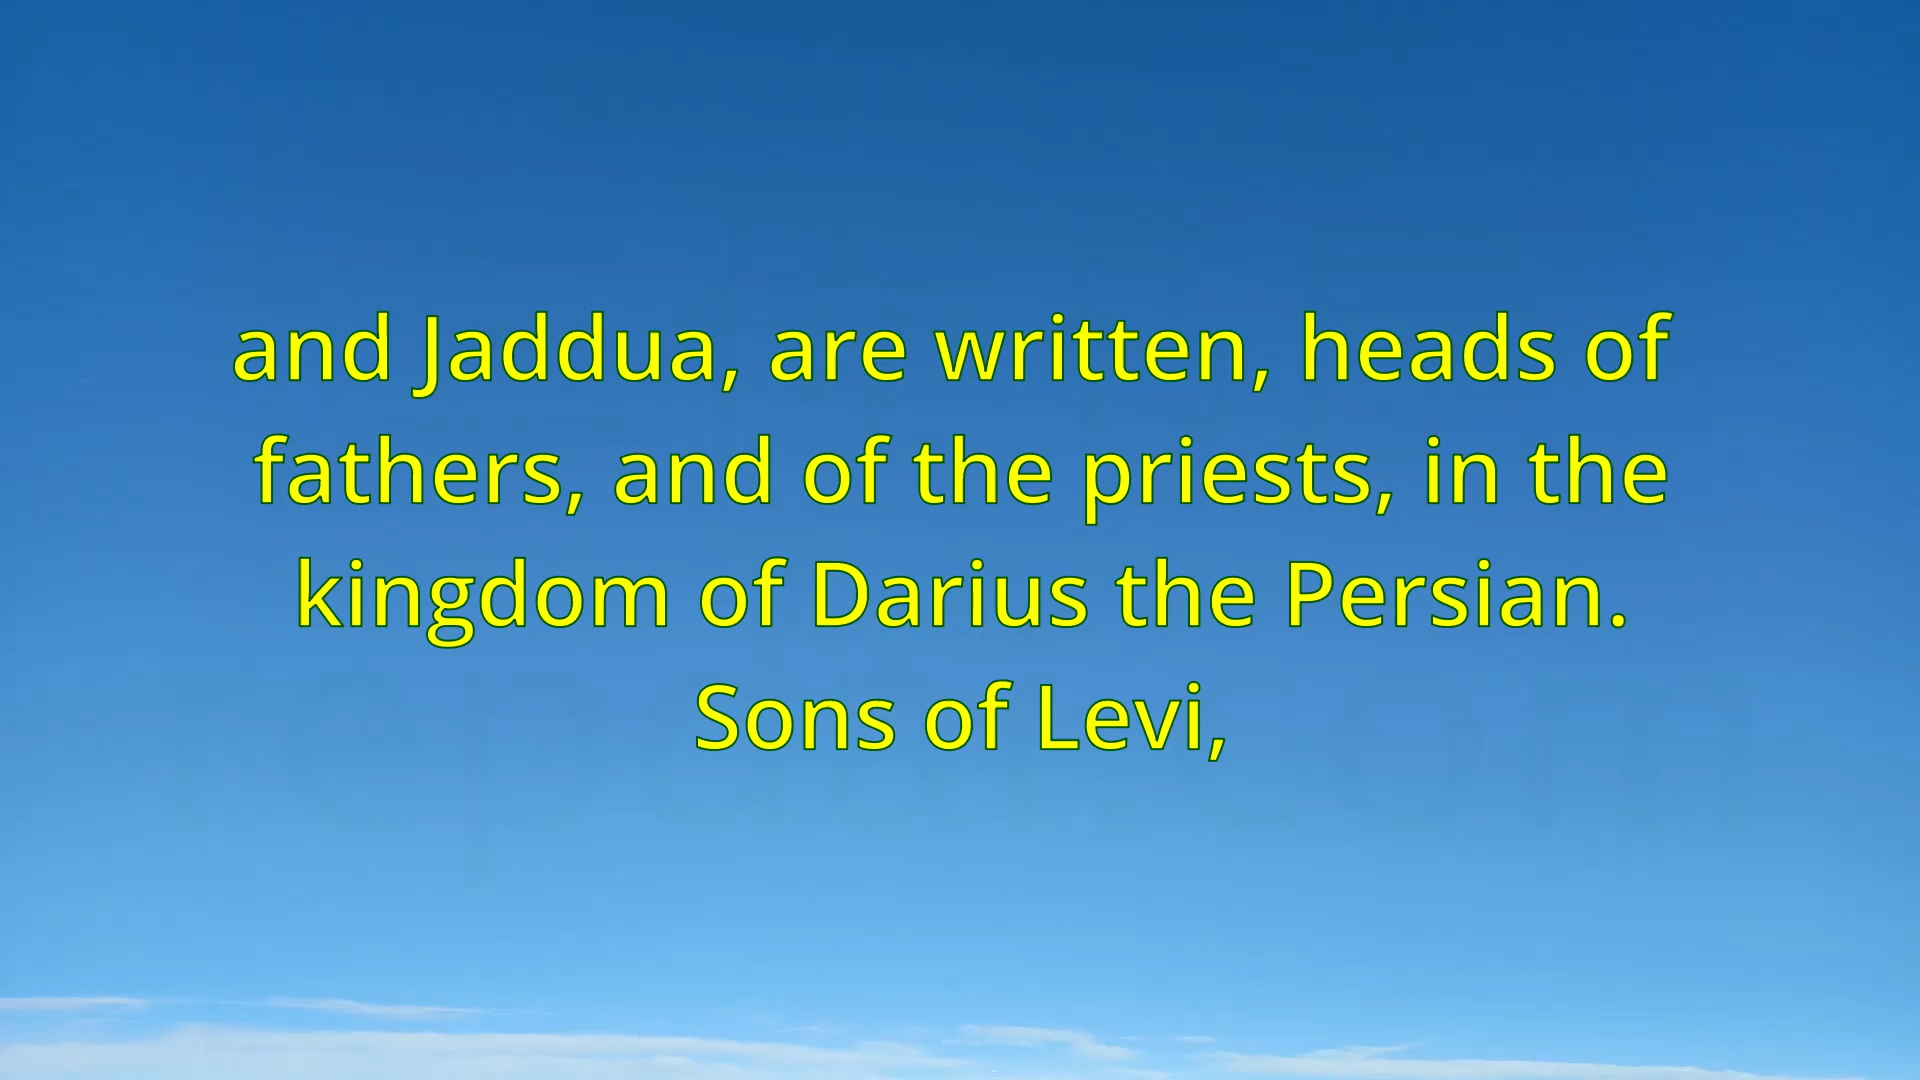 and Jaddua, are written, heads of
fathers, and of the priests, in the
kingdom of Darius the Persian.
Sons of Levi,